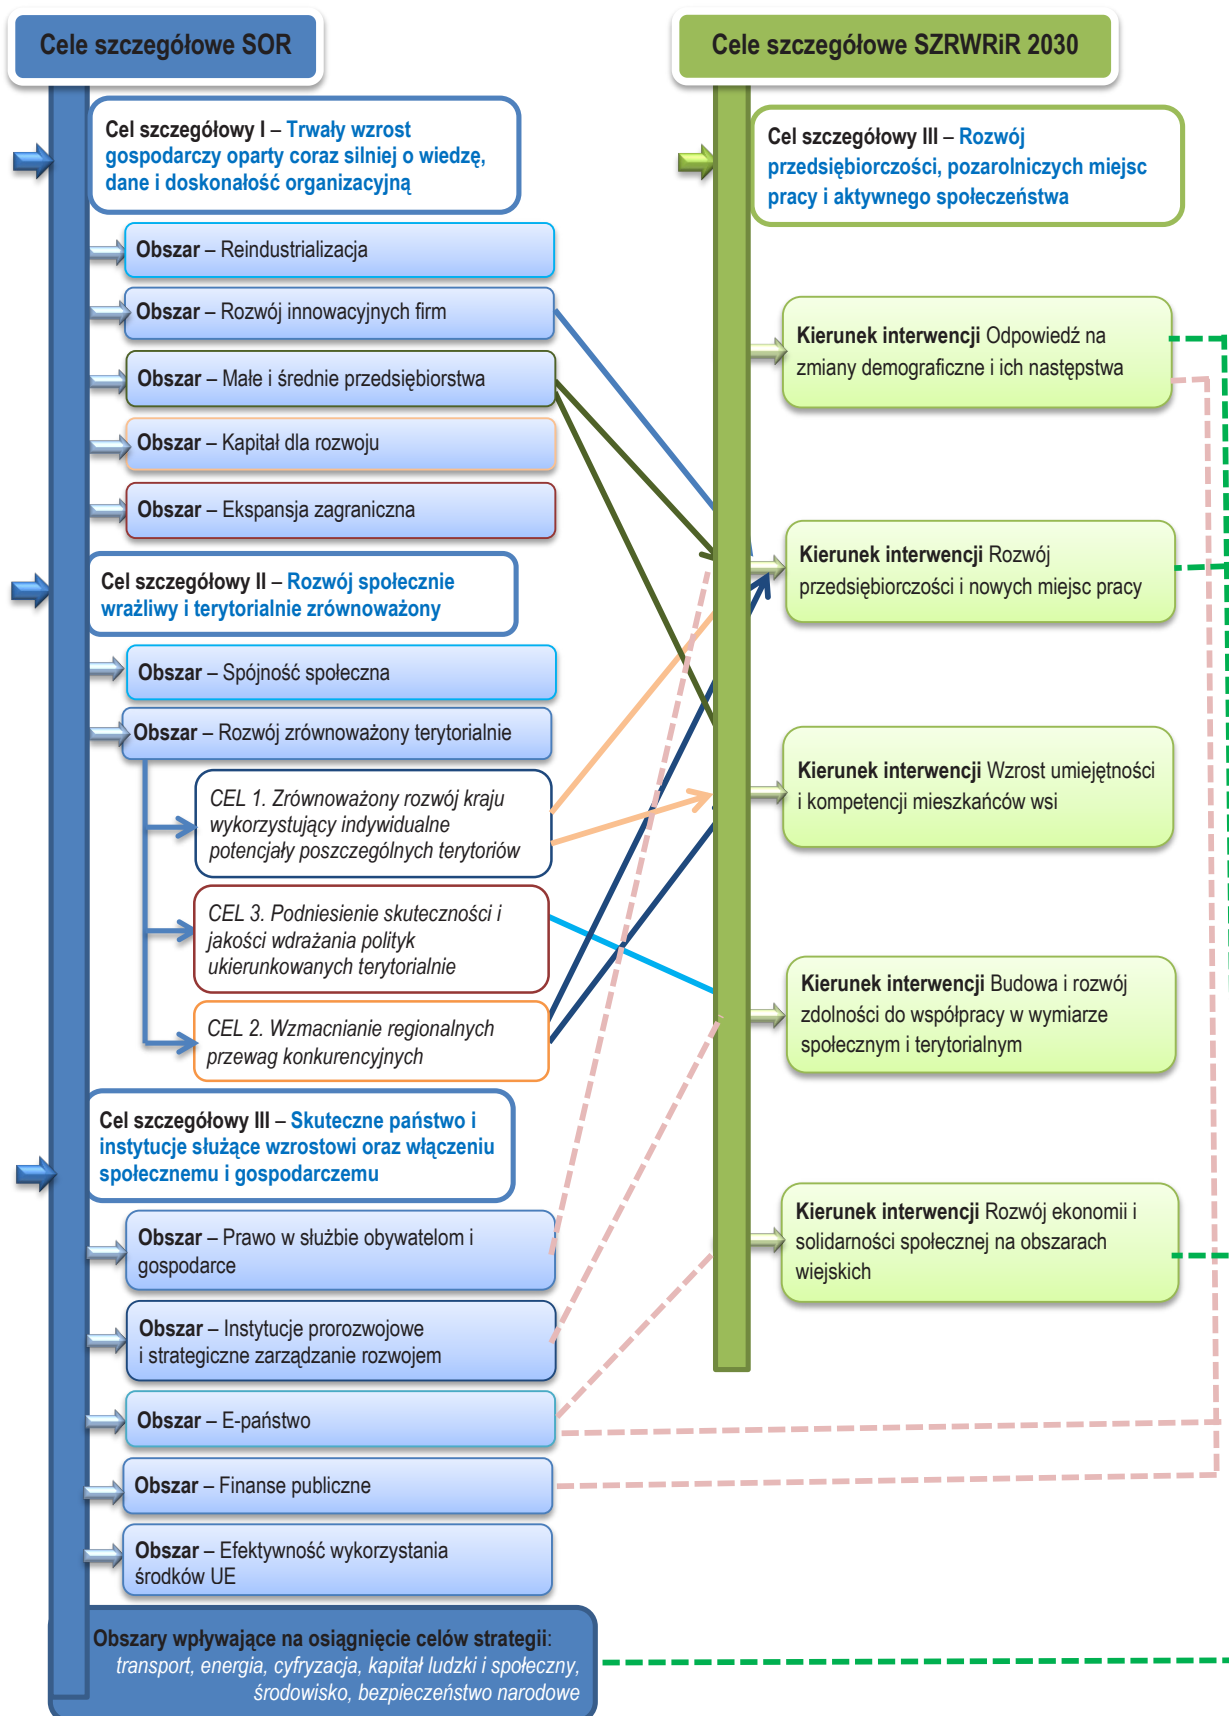 Cele szczegółowe SOR
Cel szczegółowy I – Trwały wzrost
gospodarczy oparty coraz silniej o wiedzę,
dane i doskonałość organizacyjną
Obszar – Reindustrializacja
Obszar – Rozwój innowacyjnych firm
Obszar – Małe i średnie przedsiębiorstwa
Obszar – Kapitał dla rozwoju
Obszar – Ekspansja zagraniczna
Cel szczegółowy II – Rozwój społecznie
wrażliwy i terytorialnie zrównoważony
Obszar – Spójność społeczna
Obszar – Rozwój zrównoważony terytorialnie
CEL 1. Zrównoważony rozwój kraju
wykorzystujący indywidualne
potencjały poszczególnych terytoriów
CEL 3. Podniesienie skuteczności i
jakości wdrażania polityk
ukierunkowanych terytorialnie
CEL 2. Wzmacnianie regionalnych
przewag konkurencyjnych
Cel szczegółowy III – Skuteczne państwo i
instytucje służące wzrostowi oraz włączeniu
społecznemu i gospodarczemu
Obszar – Prawo w służbie obywatelom i
gospodarce
Obszar – Instytucje prorozwojowe
i strategiczne zarządzanie rozwojem
Obszar – E-państwo
Obszar – Finanse publiczne
Obszar – Efektywność wykorzystania
środków UE
Obszary wpływające na osiągnięcie celów strategii:
transport, energia, cyfryzacja, kapitał ludzki i społeczny,
środowisko, bezpieczeństwo narodowe
Cele szczegółowe SZRWRiR 2030
Cel szczegółowy III – Rozwój
przedsiębiorczości, pozarolniczych miejsc
pracy i aktywnego społeczeństwa
Kierunek interwencji Odpowiedź na
zmiany demograficzne i ich następstwa
Kierunek interwencji Rozwój
przedsiębiorczości i nowych miejsc pracy
Kierunek interwencji Wzrost umiejętności
i kompetencji mieszkańców wsi
Kierunek interwencji Budowa i rozwój
zdolności do współpracy w wymiarze
społecznym i terytorialnym
Kierunek interwencji Rozwój ekonomii i
solidarności społecznej na obszarach
wiejskich